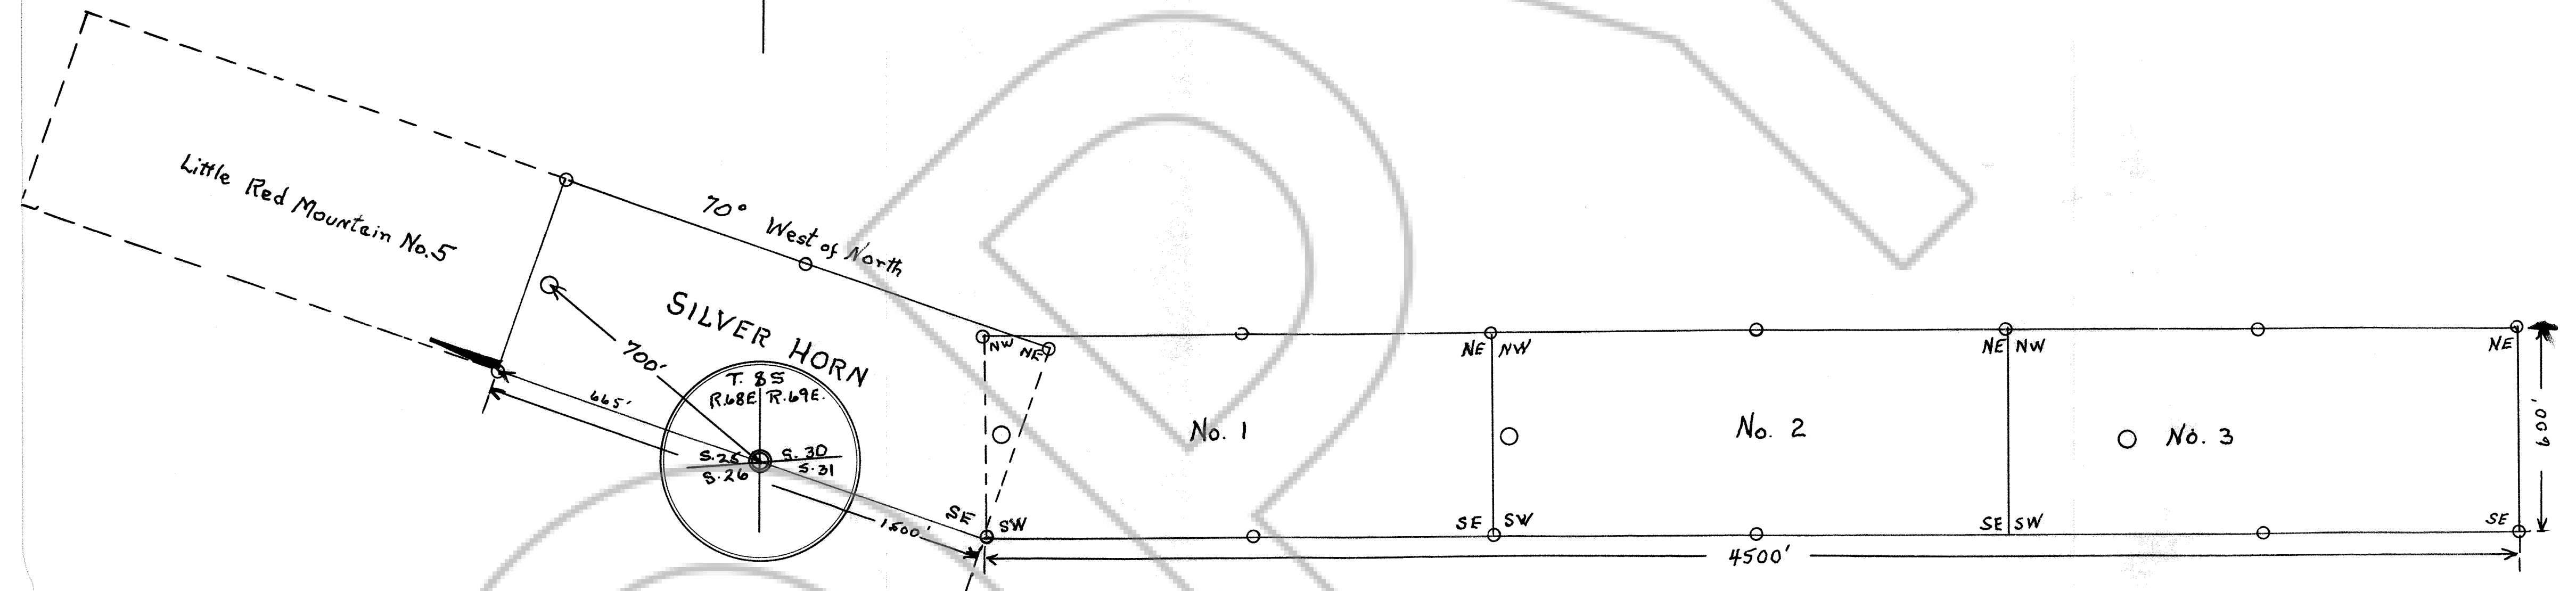 Little Red Mountain No. 5
70° West of North
SILVER HORN
700'
665'
T. 8S
R.68E R.69E.
S.25 S. 30
S.26 S.31
1500'
NW NE
SE SW
No. 1
NE NW
SE SW
No. 2
NE NW
SE SW
No. 3
NE
SE
600'
4500'